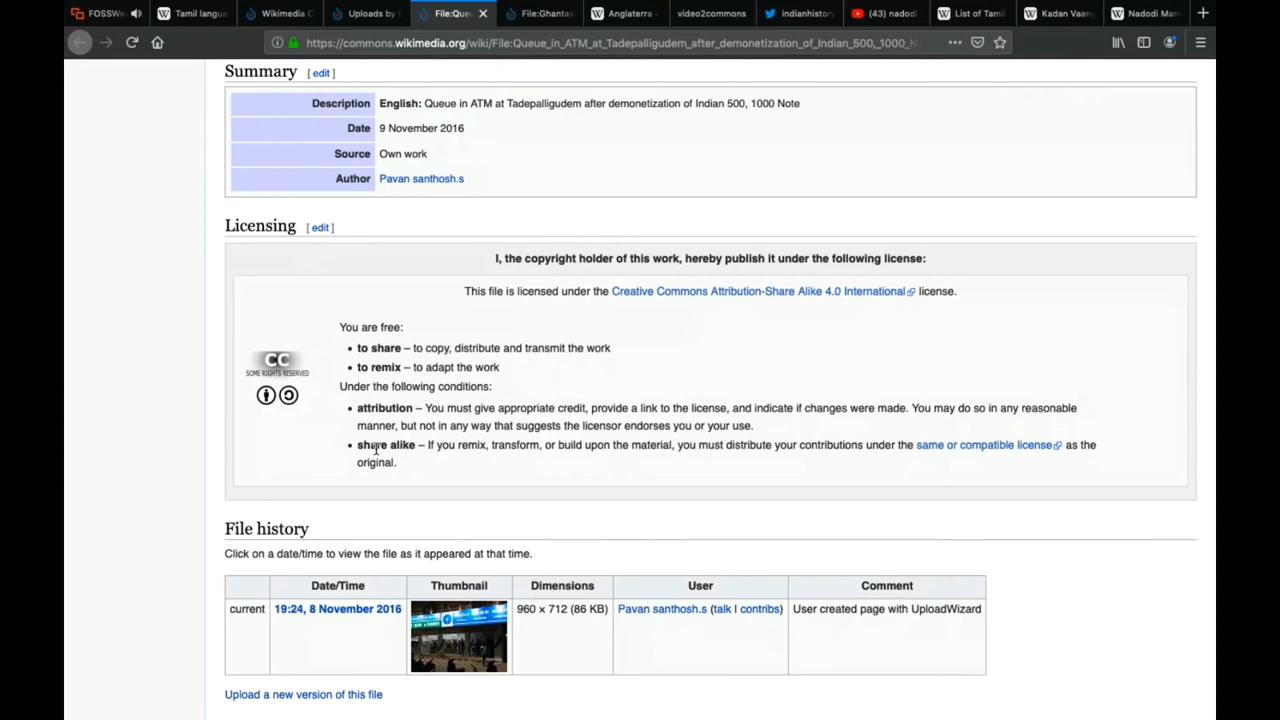 FOSSWe
Tamil langua
Wikimedia C
Uploads by
File:Que
File:Ghantas
Anglaterra –
video2commons
indianhistory
(43) nadodi
List of Tamil
Kadan Vaang
Nadodi Man
https://commons.wikimedia.org/wiki/File:Queue_in_ATM_at_Tadepalligudem_after_demonetization_of_Indian_500,_1000_N
Summary [ edit ]
Description English: Queue in ATM at Tadepalligudem after demonetization of Indian 500, 1000 Note
Date 9 November 2016
Source Own work
Author Pavan santhosh.s
Licensing [ edit ]
I, the copyright holder of this work, hereby publish it under the following license:
This file is licensed under the Creative Commons Attribution-Share Alike 4.0 International license.
CC
SOME RIGHTS RESERVED
You are free:
• to share – to copy, distribute and transmit the work
• to remix – to adapt the work
Under the following conditions:
• attribution – You must give appropriate credit, provide a link to the license, and indicate if changes were made. You may do so in any reasonable
manner, but not in any way that suggests the licensor endorses you or your use.
• share alike – If you remix, transform, or build upon the material, you must distribute your contributions under the same or compatible license as the
original.
File history
Click on a date/time to view the file as it appeared at that time.
Date/Time Thumbnail Dimensions User Comment
current 19:24, 8 November 2016 960 × 712 (86 KB) Pavan santhosh.s (talk | contribs) User created page with UploadWizard
Upload a new version of this file